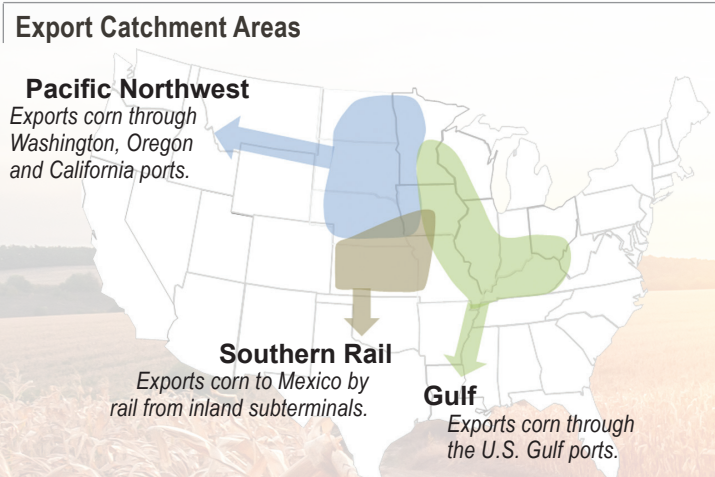 Export Catchment Areas
Pacific Northwest
Exports corn through
Washington, Oregon
and California ports.
Southern Rail
Exports corn to Mexico by
rail from inland subterminals.
Gulf
Exports corn through
the U.S. Gulf ports.